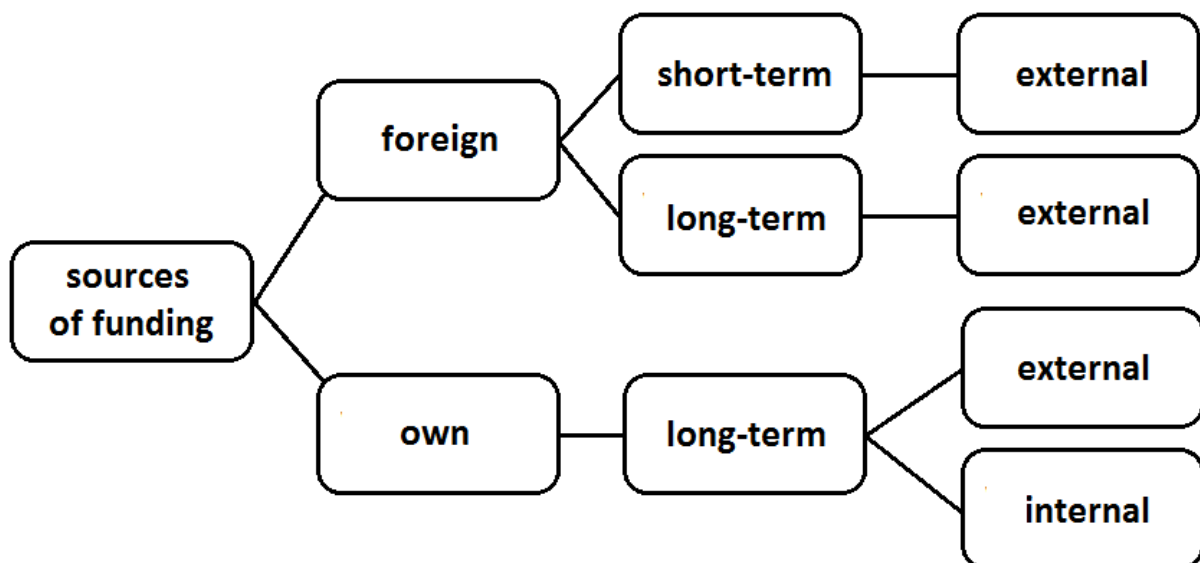 short-term
external
foreign
long-term
external
sources
of funding
external
own
long-term
internal